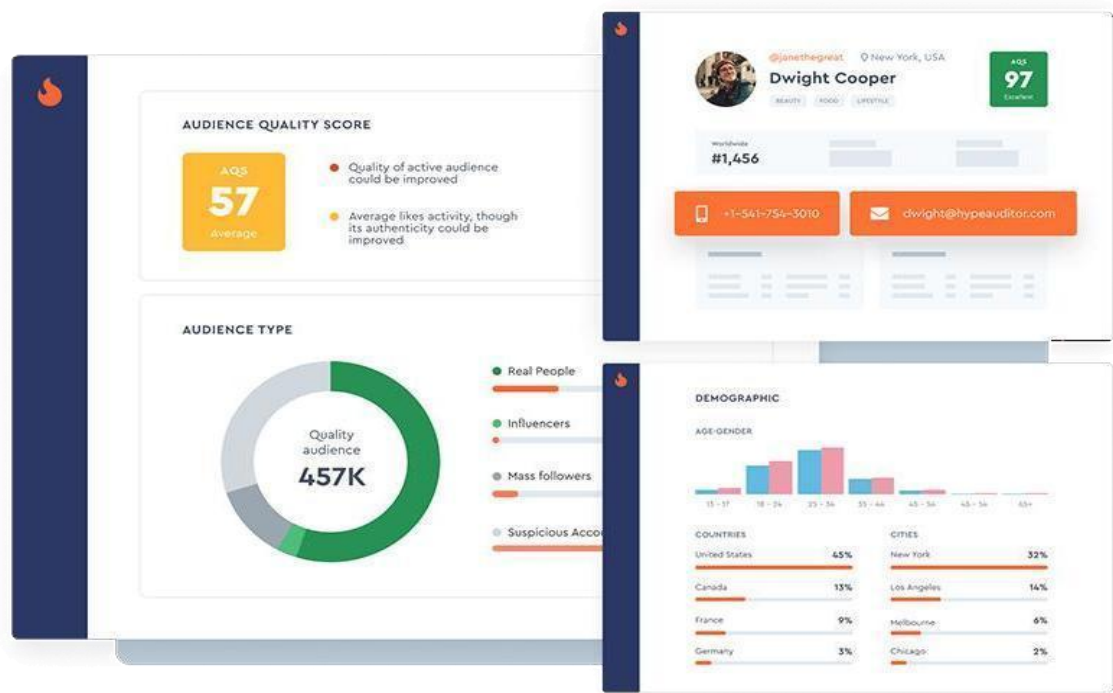 AUDIENCE QUALITY SCORE
AQS
57
Average
Quality of active audience
could be improved
Average likes activity, though
its authenticity could be
improved
AUDIENCE TYPE
Quality
audience
457K
Real People
Influencers
Mass followers
Suspicious Accou
@janethegreat
New York, USA
Dwight Cooper
BEAUTY
FOOD
LIFESTYLE
AQS
97
Excellent
Worldwide
#1,456
+1-541-754-3010
dwight@hypeauditor.com
DEMOGRAPHIC
AGE-GENDER
13 - 17
18 - 24
25 - 34
35 - 44
45 - 54
45 - 54
65+
COUNTRIES
United States 45%
Canada 13%
France 9%
Germany 3%
CITIES
New York 32%
Los Angeles 14%
Melbourne 6%
Chicago 2%